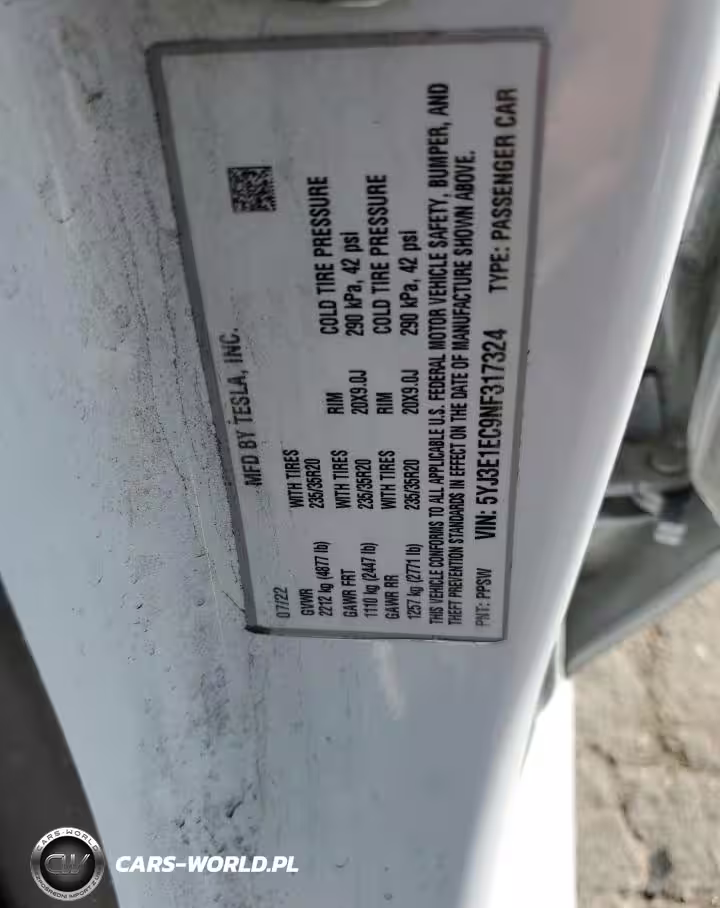 MFD BY TESLA, INC.
07/22
GVWR WITH TIRES RIM COLD TIRE PRESSURE
2212 kg (4877 lb) 235/35R20 20X9.0J 290 kPa, 42 psi
GAWR FRT WITH TIRES RIM COLD TIRE PRESSURE
1110 kg (2447 lb) 235/35R20 20X9.0J 290 kPa, 42 psi
GAWR RR WITH TIRES
1257 kg (2771 lb) 235/35R20
THIS VEHICLE CONFORMS TO ALL APPLICABLE U.S. FEDERAL MOTOR VEHICLE SAFETY, BUMPER, AND
THEFT PREVENTION STANDARDS IN EFFECT ON THE DATE OF MANUFACTURE SHOWN ABOVE.
PNT: PPSW VIN: 5YJ3E1EC9NF317324 TYPE: PASSENGER CAR
CARS-WORLD
CW
CARS-WORLD.PL